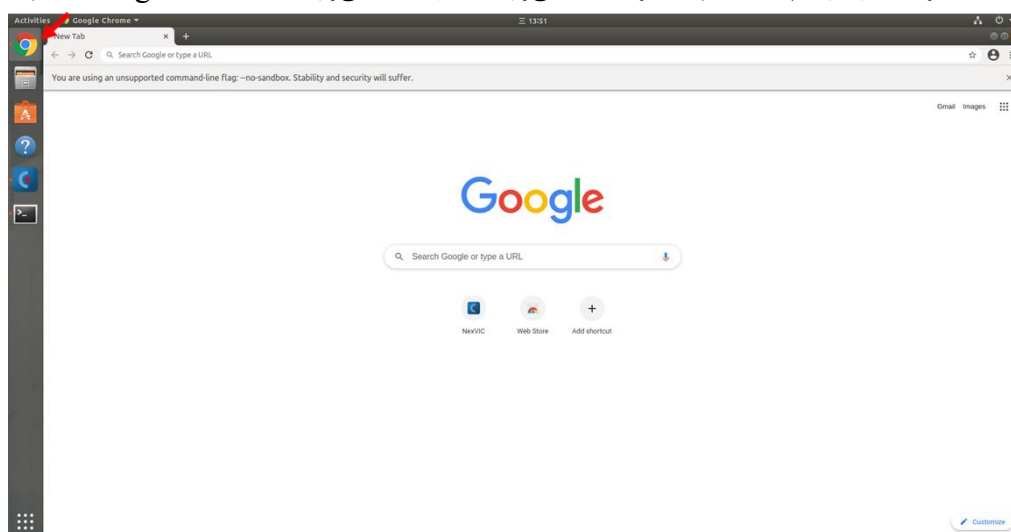 Activities
Google Chrome
三 13:51
New Tab
Search Google or type a URL
You are using an unsupported command-line flag: --no-sandbox. Stability and security will suffer.
Gmail Images
Google
Search Google or type a URL
NexVIC Web Store Add shortcut
Customize